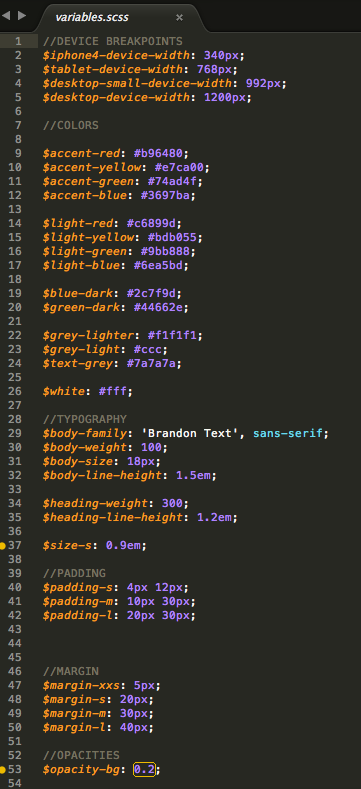 variables.scss ×
1 //DEVICE BREAKPOINTS
2 $iphone4-device-width: 340px;
3 $tablet-device-width: 768px;
4 $desktop-small-device-width: 992px;
5 $desktop-device-width: 1200px;
6
7 //COLORS
8
9 $accent-red: #b96480;
10 $accent-yellow: #e7ca00;
11 $accent-green: #74ad4f;
12 $accent-blue: #3697ba;
13
14 $light-red: #c6899d;
15 $light-yellow: #bdb055;
16 $light-green: #9bb888;
17 $light-blue: #6ea5bd;
18
19 $blue-dark: #2c7f9d;
20 $green-dark: #44662e;
21
22 $grey-lighter: #f1f1f1;
23 $grey-light: #ccc;
24 $text-grey: #7a7a7a;
25
26 $white: #fff;
27
28 //TYPOGRAPHY
29 $body-family: 'Brandon Text', sans-serif;
30 $body-weight: 100;
31 $body-size: 18px;
32 $body-line-height: 1.5em;
33
34 $heading-weight: 300;
35 $heading-line-height: 1.2em;
36
37 $size-s: 0.9em;
38
39 //PADDING
40 $padding-s: 4px 12px;
41 $padding-m: 10px 30px;
42 $padding-l: 20px 30px;
43
44
45
46 //MARGIN
47 $margin-xxs: 5px;
48 $margin-s: 20px;
49 $margin-m: 30px;
50 $margin-l: 40px;
51
52 //OPACITIES
53 $opacity-bg: 0.2;